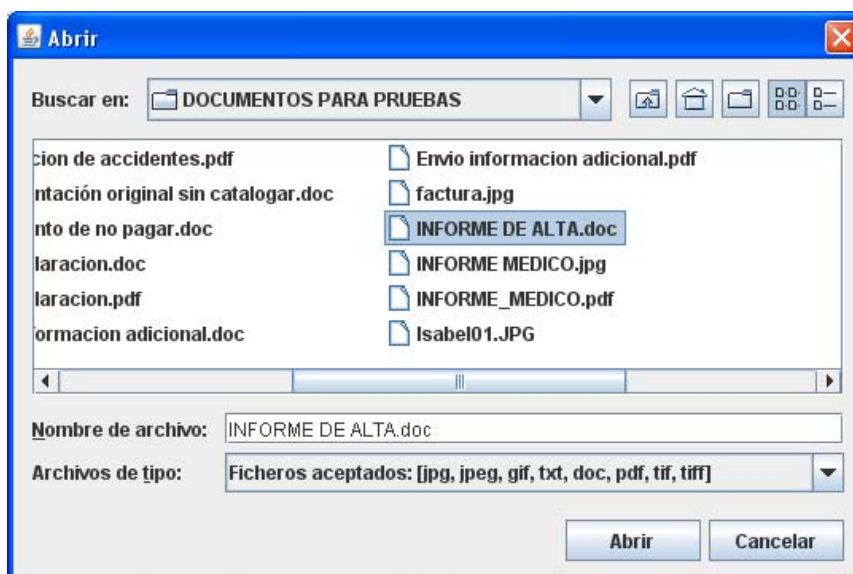 Abrir
Buscar en: DOCUMENTOS PARA PRUEBAS
cion de accidentes.pdf
ntación original sin catalogar.doc
nto de no pagar.doc
laracion.doc
laracion.pdf
formacion adicional.doc
Envio informacion adicional.pdf
factura.jpg
INFORME DE ALTA.doc
INFORME MEDICO.jpg
INFORME_MEDICO.pdf
Isabel01.JPG
Nombre de archivo: INFORME DE ALTA.doc
Archivos de tipo: Ficheros aceptados: [jpg, jpeg, gif, txt, doc, pdf, tif, tiff]
Abrir Cancelar